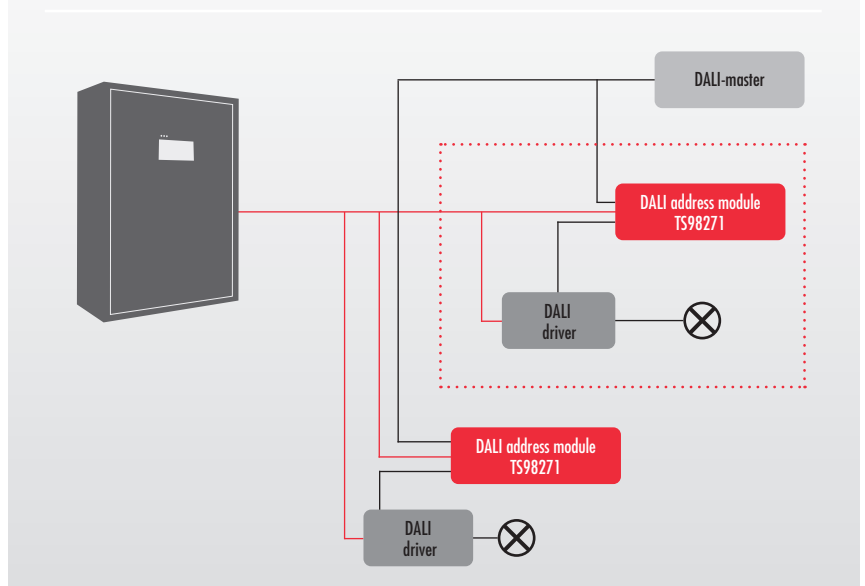 DALI-master
DALI address module
TS98271
DALI
driver
DALI address module
TS98271
DALI
driver